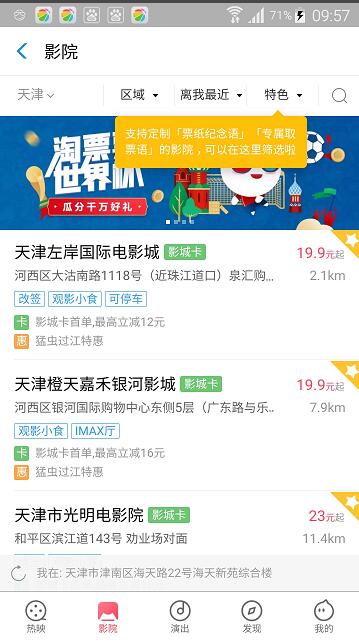 71% 09:57
影院
天津 区域 离我最近 特色
支持定制「票纸纪念语」「专属取
票语」的影院，可以在这里筛选啦
淘票票
世界杯
瓜分千万好礼
天津左岸国际电影城 影城卡 19.9元起
河西区大沽南路1118号（近珠江道口）泉汇购... 2.1km
改签 观影小食 可停车
卡 影城卡首单,最高立减12元
惠 猛虫过江特惠
天津橙天嘉禾银河影城 影城卡 19.9元起
河西区银河国际购物中心东侧5层（广东路与乐.. 7.9km
观影小食 IMAX厅
卡 影城卡首单,最高立减16元
惠 猛虫过江特惠
天津市光明电影院 影城卡 23元起
和平区滨江道143号 劝业场对面 11.4km
我在: 天津市津南区海天路22号海天新苑综合楼
热映 影院 演出 发现 我的